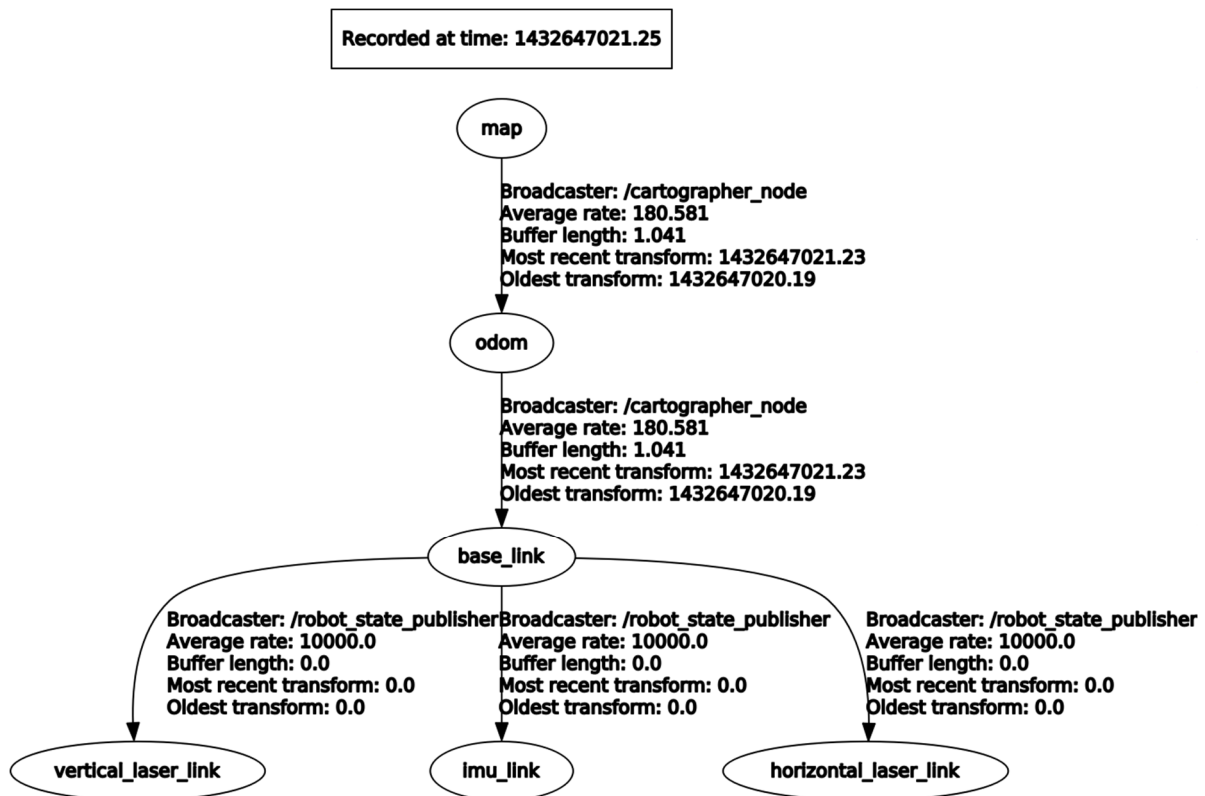 Recorded at time: 1432647021.25
map
Broadcaster: /cartographer_node
Average rate: 180.581
Buffer length: 1.041
Most recent transform: 1432647021.23
Oldest transform: 1432647020.19
odom
Broadcaster: /cartographer_node
Average rate: 180.581
Buffer length: 1.041
Most recent transform: 1432647021.23
Oldest transform: 1432647020.19
base_link
Broadcaster: /robot_state_publisher
Average rate: 10000.0
Buffer length: 0.0
Most recent transform: 0.0
Oldest transform: 0.0
Broadcaster: /robot_state_publisher
Average rate: 10000.0
Buffer length: 0.0
Most recent transform: 0.0
Oldest transform: 0.0
Broadcaster: /robot_state_publisher
Average rate: 10000.0
Buffer length: 0.0
Most recent transform: 0.0
Oldest transform: 0.0
vertical_laser_link
imu_link
horizontal_laser_link